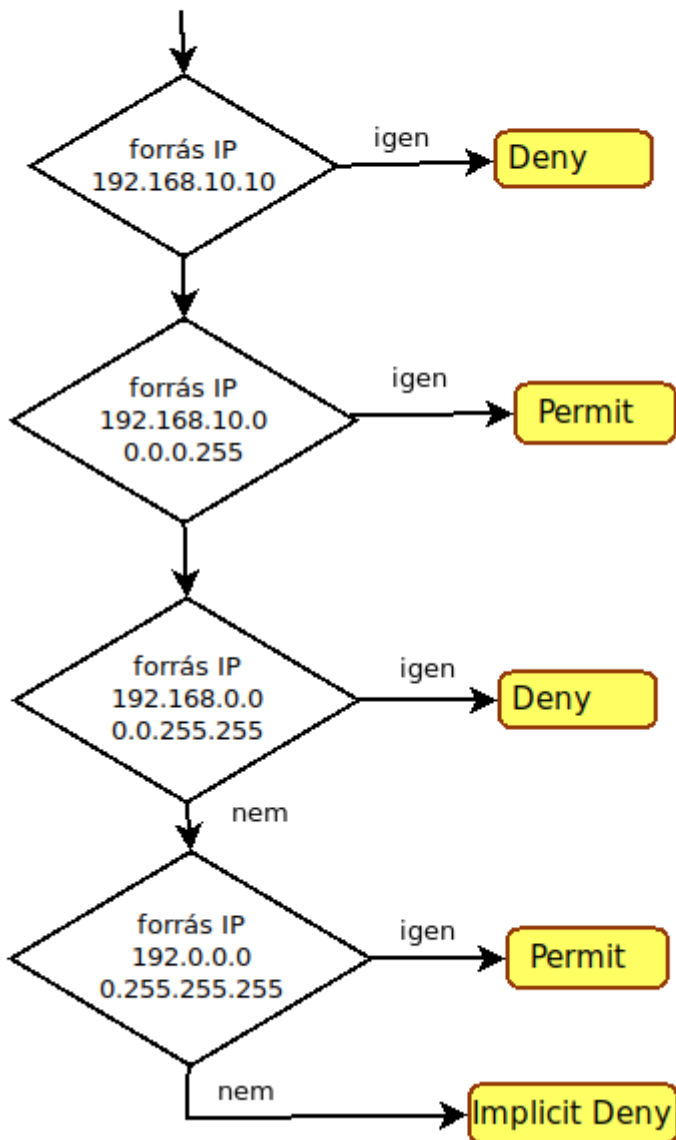 forrás IP
192.168.10.10
igen
Deny
forrás IP
192.168.10.0
0.0.0.255
igen
Permit
forrás IP
192.168.0.0
0.0.255.255
igen
Deny
nem
forrás IP
192.0.0.0
0.255.255.255
igen
Permit
nem
Implicit Deny